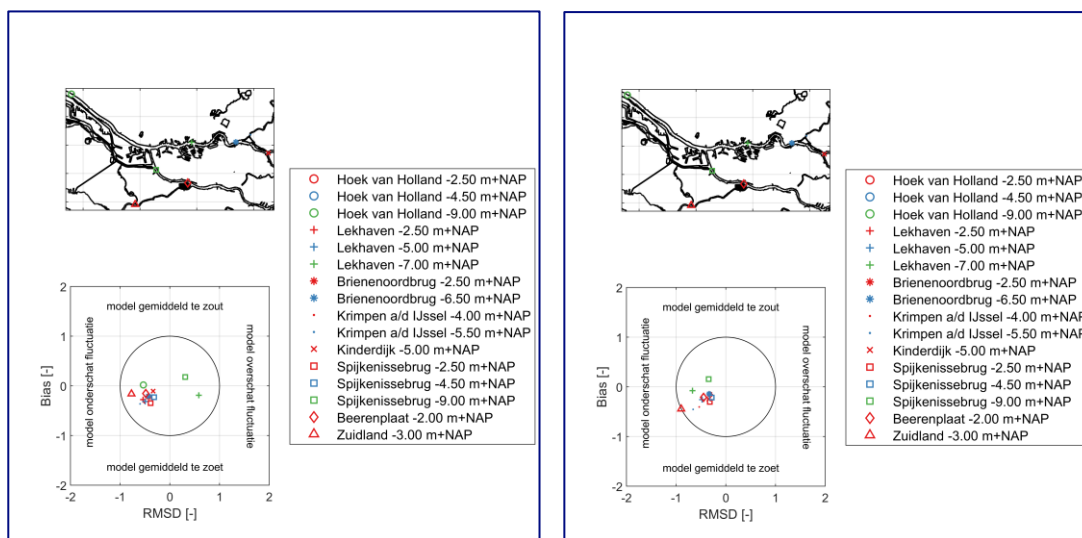 Hoek van Holland -2.50 m+NAP
Hoek van Holland -4.50 m+NAP
Hoek van Holland -9.00 m+NAP
Lekhaven -2.50 m+NAP
Lekhaven -5.00 m+NAP
Lekhaven -7.00 m+NAP
Brienenoordbrug -2.50 m+NAP
Brienenoordbrug -6.50 m+NAP
Krimpen a/d IJssel -4.00 m+NAP
Krimpen a/d IJssel -5.50 m+NAP
Kinderdijk -5.00 m+NAP
Spijkenissebrug -2.50 m+NAP
Spijkenissebrug -4.50 m+NAP
Spijkenissebrug -9.00 m+NAP
Beerenplaat -2.00 m+NAP
Zuidland -3.00 m+NAP
2
1
0
-1
-2
Bias [-]
model gemiddeld te zout
model onderschat fluctuatie
model overschat fluctuatie
model gemiddeld te zoet
-2 -1 0 1 2
RMSD [-]
Hoek van Holland -2.50 m+NAP
Hoek van Holland -4.50 m+NAP
Hoek van Holland -9.00 m+NAP
Lekhaven -2.50 m+NAP
Lekhaven -5.00 m+NAP
Lekhaven -7.00 m+NAP
Brienenoordbrug -2.50 m+NAP
Brienenoordbrug -6.50 m+NAP
Krimpen a/d IJssel -4.00 m+NAP
Krimpen a/d IJssel -5.50 m+NAP
Kinderdijk -5.00 m+NAP
Spijkenissebrug -2.50 m+NAP
Spijkenissebrug -4.50 m+NAP
Spijkenissebrug -9.00 m+NAP
Beerenplaat -2.00 m+NAP
Zuidland -3.00 m+NAP
2
1
0
-1
-2
Bias [-]
model gemiddeld te zout
model onderschat fluctuatie
model overschat fluctuatie
model gemiddeld te zoet
-2 -1 0 1 2
RMSD [-]